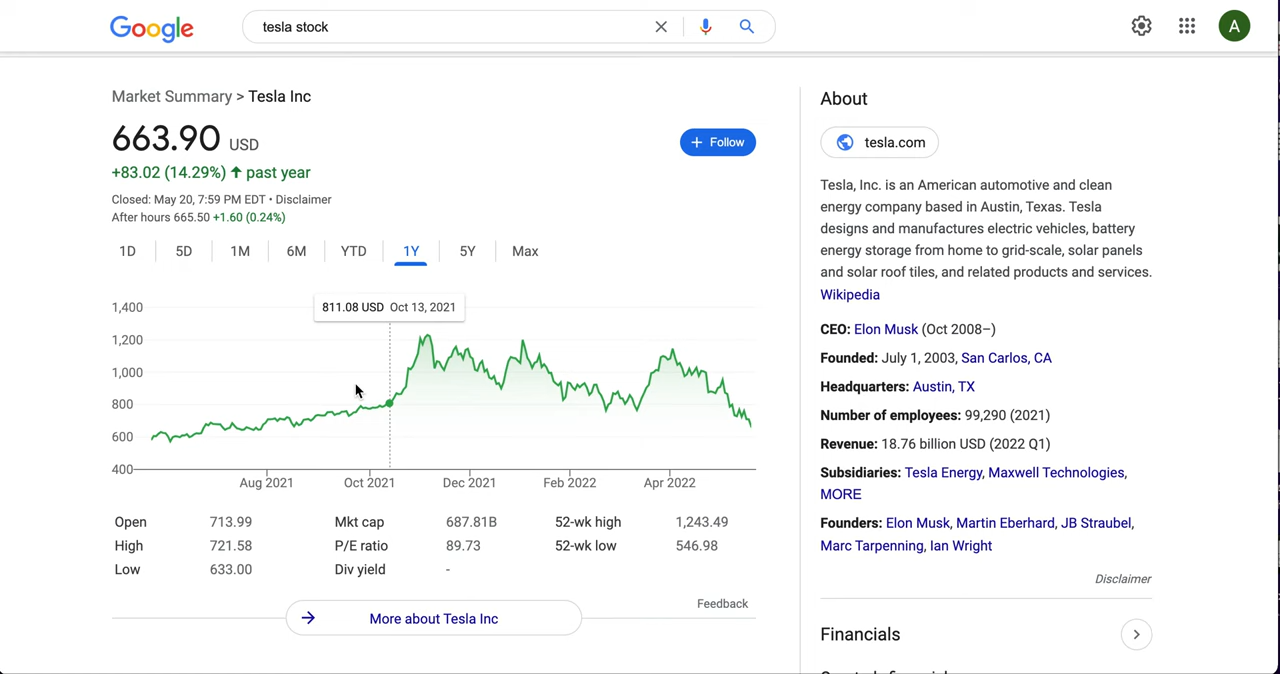 Google
tesla stock
A
Market Summary > Tesla Inc
663.90 USD
+ Follow
+83.02 (14.29%) ↑ past year
Closed: May 20, 7:59 PM EDT • Disclaimer
After hours 665.50 +1.60 (0.24%)
1D 5D 1M 6M YTD 1Y 5Y Max
811.08 USD Oct 13, 2021
1,400
1,200
1,000
800
600
400
Aug 2021 Oct 2021 Dec 2021 Feb 2022 Apr 2022
Open 713.99 Mkt cap 687.81B 52-wk high 1,243.49
High 721.58 P/E ratio 89.73 52-wk low 546.98
Low 633.00 Div yield -
Feedback
More about Tesla Inc
About
tesla.com
Tesla, Inc. is an American automotive and clean
energy company based in Austin, Texas. Tesla
designs and manufactures electric vehicles, battery
energy storage from home to grid-scale, solar panels
and solar roof tiles, and related products and services.
Wikipedia
CEO: Elon Musk (Oct 2008–)
Founded: July 1, 2003, San Carlos, CA
Headquarters: Austin, TX
Number of employees: 99,290 (2021)
Revenue: 18.76 billion USD (2022 Q1)
Subsidiaries: Tesla Energy, Maxwell Technologies,
MORE
Founders: Elon Musk, Martin Eberhard, JB Straubel,
Marc Tarpenning, Ian Wright
Disclaimer
Financials